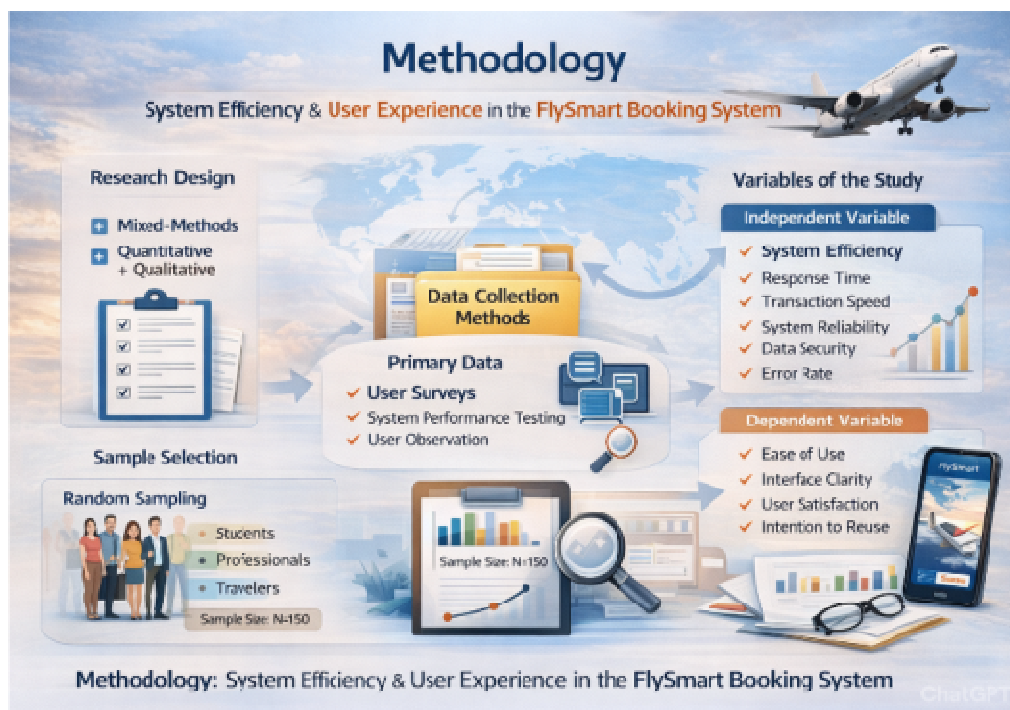 Methodology
System Efficiency & User Experience in the FlySmart Booking System
Research Design
Mixed-Methods
Quantitative
+ Qualitative
Sample Selection
Random Sampling
Students
Professionals
Travelers
Sample Size: N=150
Data Collection
Methods
Primary Data
User Surveys
System Performance Testing
User Observation
Sample Size: N=150
Variables of the Study
Independent Variable
System Efficiency
Response Time
Transaction Speed
System Reliability
Data Security
Error Rate
Dependent Variable
Ease of Use
Interface Clarity
User Satisfaction
Intention to Reuse
flySmart
Methodology: System Efficiency & User Experience in the FlySmart Booking System
ChatGPT